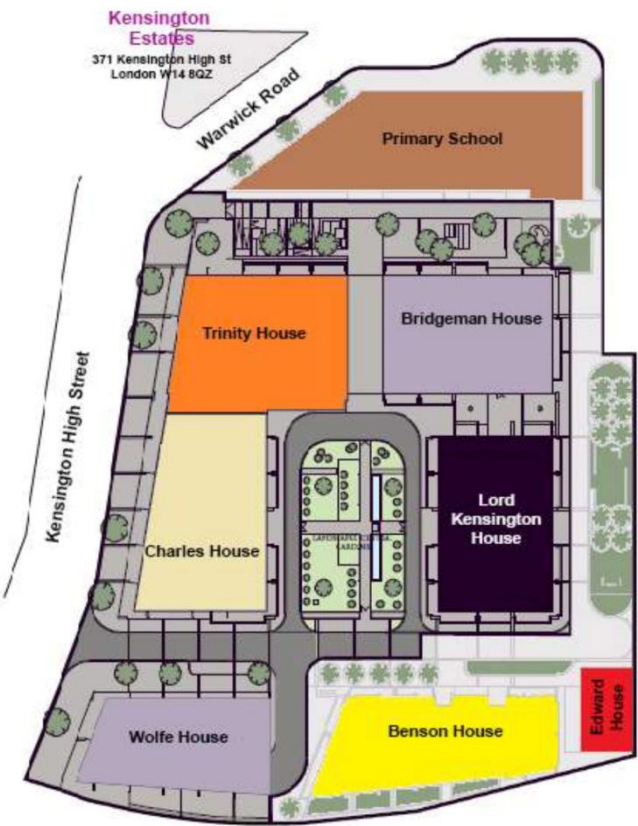 Kensington
Estates
371 Kensington High St
London W14 8QZ
Warwick Road
Primary School
Trinity House
Bridgeman House
Kensington High Street
Lord
Kensington
House
Charles House
GARDENS
Edward
House
Wolfe House
Benson House